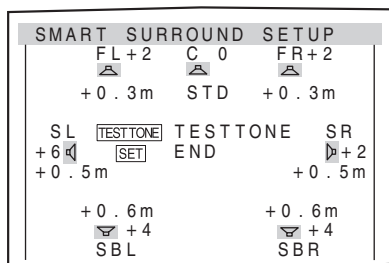 SMART SURROUND SETUP
FL+2 C 0 FR+2
+0.3m STD +0.3m
SL TESTTONE TESTTONE SR
+6 SET END +2
+0.5m +0.5m
+0.6m +0.6m
+4 +4
SBL SBR